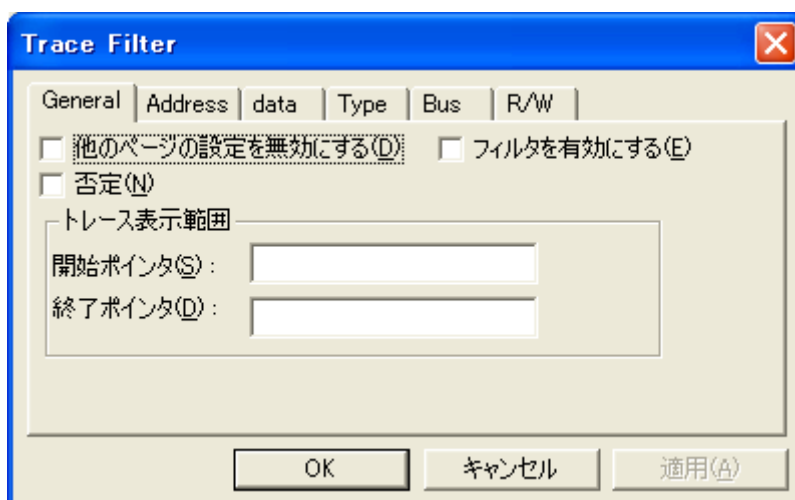 Trace Filter
General Address data Type Bus R/W
他のページの設定を無効にする(D) フィルタを有効にする(E)
否定(N)
トレース表示範囲
開始ポインタ(S) :
終了ポインタ(D) :
OK キャンセル 適用(A)